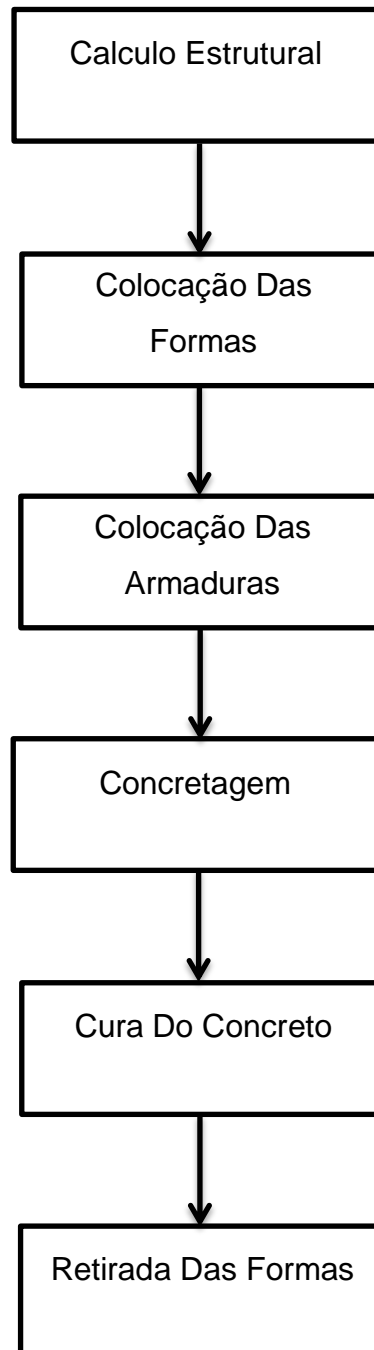 Calculo Estrutural
Colocação Das
Formas
Colocação Das
Armaduras
Concretagem
Cura Do Concreto
Retirada Das Formas